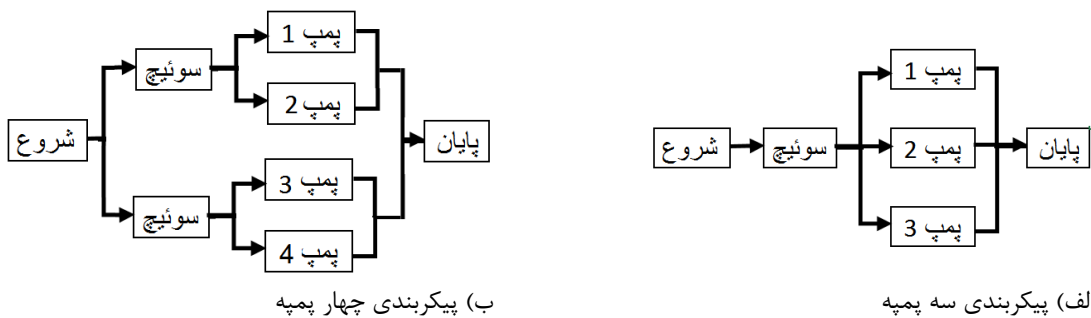 شروع
سوئیچ
پمپ 1
پمپ 2
پمپ 3
پایان
لف) پیکربندی سه پمپه
شروع
سوئیچ
سوئیچ
پمپ 1
پمپ 2
پمپ 3
پمپ 4
پایان
ب) پیکربندی چهار پمپه